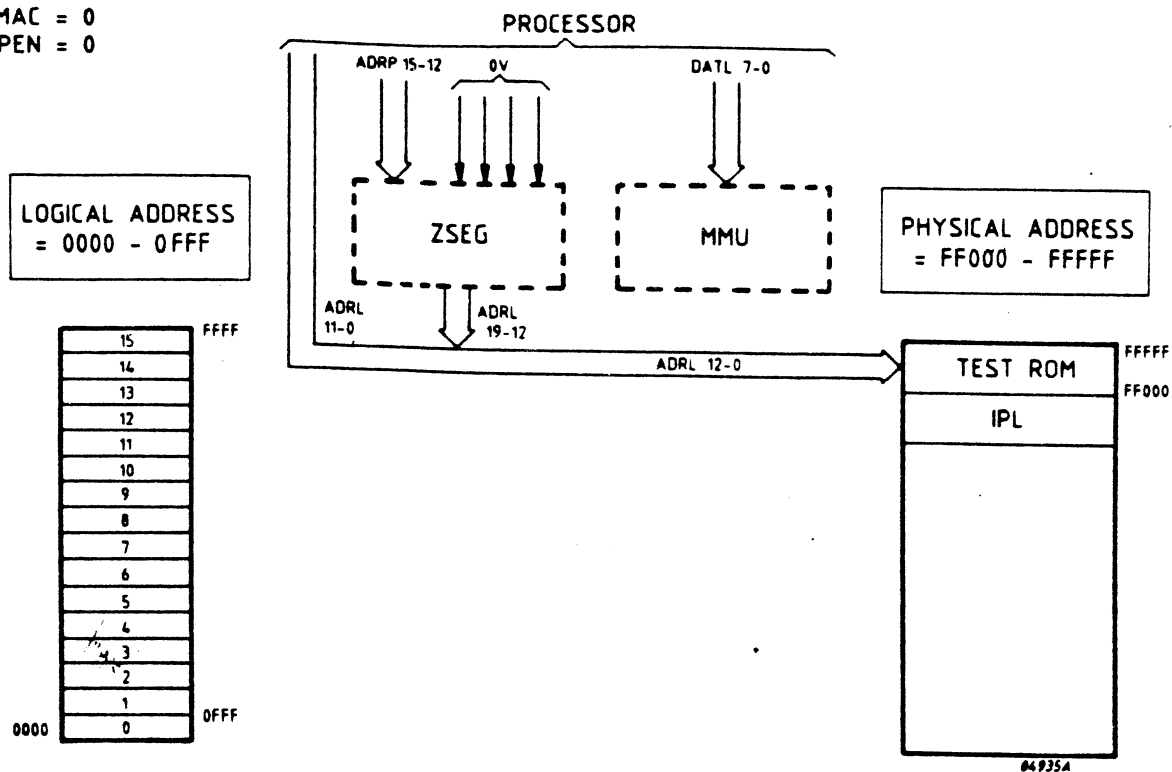 MAC = 0
PEN = 0
PROCESSOR
ADRP 15-12
0V
DATL 7-0
LOGICAL ADDRESS
= 0000 - 0FFF
ZSEG
MMU
PHYSICAL ADDRESS
= FF000 - FFFFF
ADRL
11-0
ADRL
19-12
ADRL 12-0
FFFF
15
14
13
12
11
10
9
8
7
6
5
4
3
2
1
0
0FFF
0000
TEST ROM
FFFFF
FF000
IPL
04935A